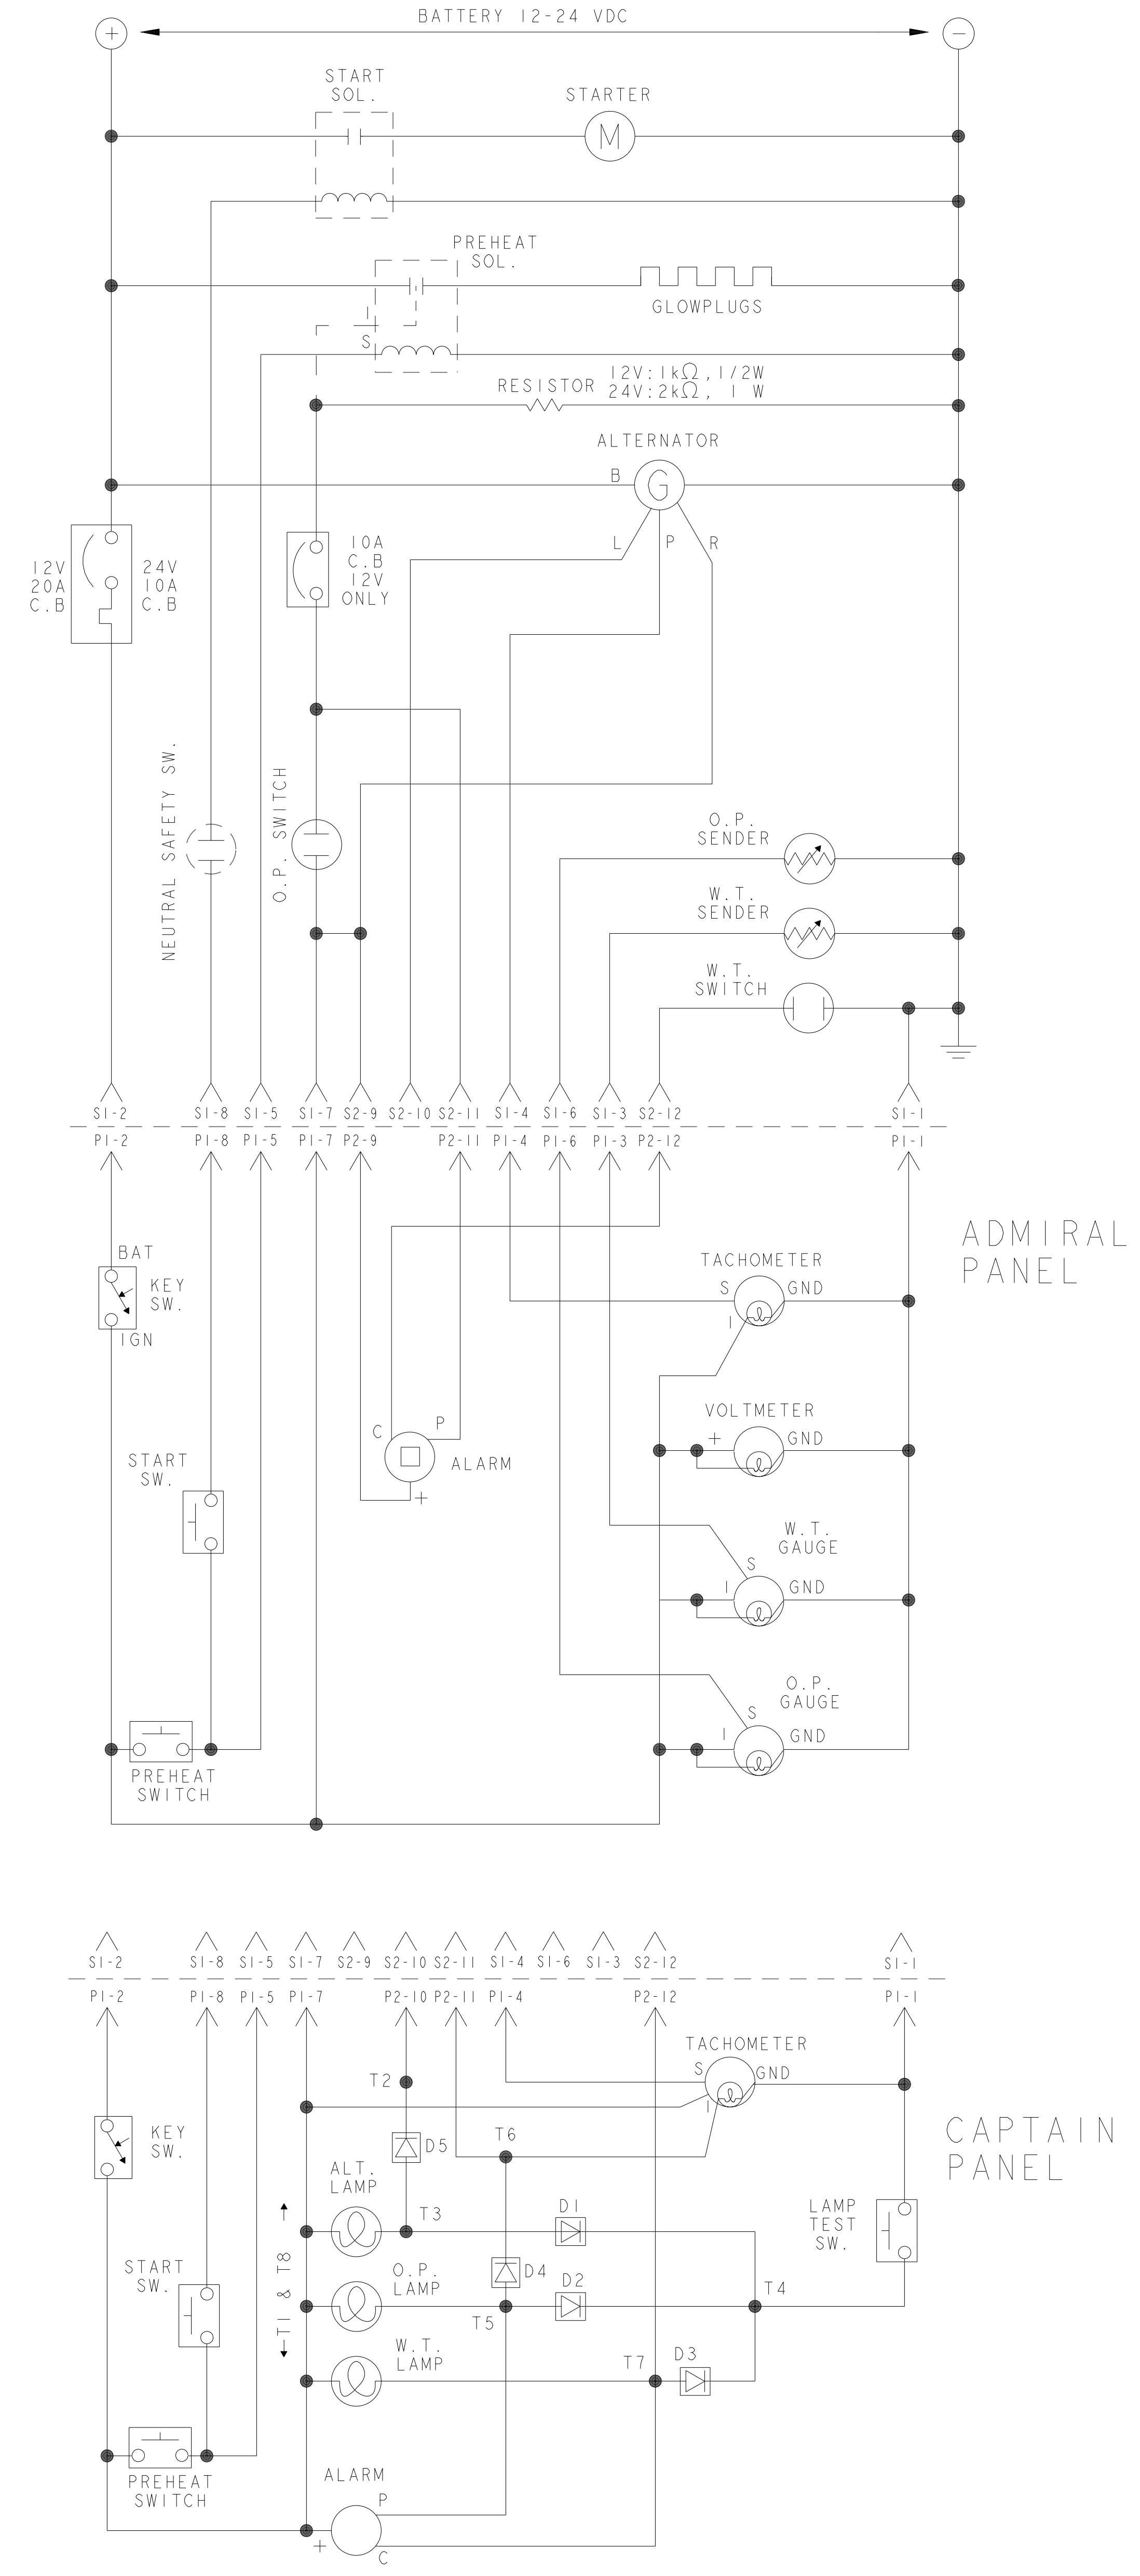 BATTERY 12-24 VDC
+
−
START
SOL.
STARTER
M
PREHEAT
SOL.
GLOWPLUGS
I
S
RESISTOR
12V:1kΩ,1/2W
24V:2kΩ, 1 W
ALTERNATOR
B
G
L
P
R
12V
20A
C.B
24V
10A
C.B
10A
C.B
12V
ONLY
NEUTRAL SAFETY SW.
O.P. SWITCH
O.P.
SENDER
W.T.
SENDER
W.T.
SWITCH
S1-2 S1-8 S1-5 S1-7 S2-9 S2-10 S2-11 S1-4 S1-6 S1-3 S2-12 S1-1
P1-2 P1-8 P1-5 P1-7 P2-9 P2-11 P1-4 P1-6 P1-3 P2-12 P1-1
ADMIRAL
PANEL
BAT
KEY
SW.
IGN
TACHOMETER
S
GND
I
VOLTMETER
+
GND
C
P
ALARM
+
START
SW.
W.T.
GAUGE
S
I
GND
O.P.
GAUGE
S
I
GND
PREHEAT
SWITCH
S1-2 S1-8 S1-5 S1-7 S2-9 S2-10 S2-11 S1-4 S1-6 S1-3 S2-12 S1-1
P1-2 P1-8 P1-5 P1-7 P2-10 P2-11 P1-4 P2-12 P1-1
TACHOMETER
S
GND
I
CAPTAIN
PANEL
KEY
SW.
T2
D5
T6
ALT.
LAMP
T3
D1
LAMP
TEST
SW.
START
SW.
T1 & T8
O.P.
LAMP
D4
D2
T4
T5
W.T.
LAMP
T7
D3
PREHEAT
SWITCH
ALARM
P
+
C